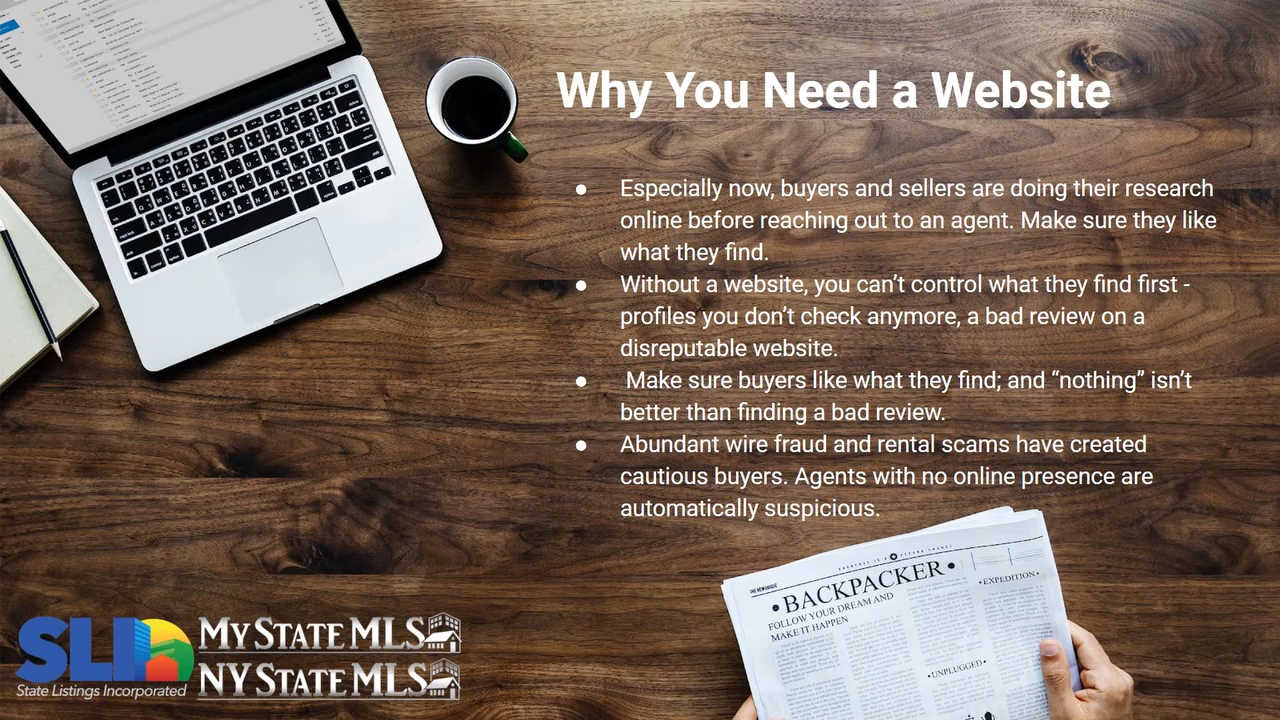 Why You Need a Website
● Especially now, buyers and sellers are doing their research
online before reaching out to an agent. Make sure they like
what they find.
● Without a website, you can’t control what they find first -
profiles you don’t check anymore, a bad review on a
disreputable website.
● Make sure buyers like what they find; and “nothing” isn’t
better than finding a bad review.
● Abundant wire fraud and rental scams have created
cautious buyers. Agents with no online presence are
automatically suspicious.
•BACKPACKER•
•EXPEDITION•
FOLLOW YOUR DREAM AND
MAKE IT HAPPEN
•UNPLUGGED•
SLI
State Listings Incorporated
MY STATE MLS
NY STATE MLS